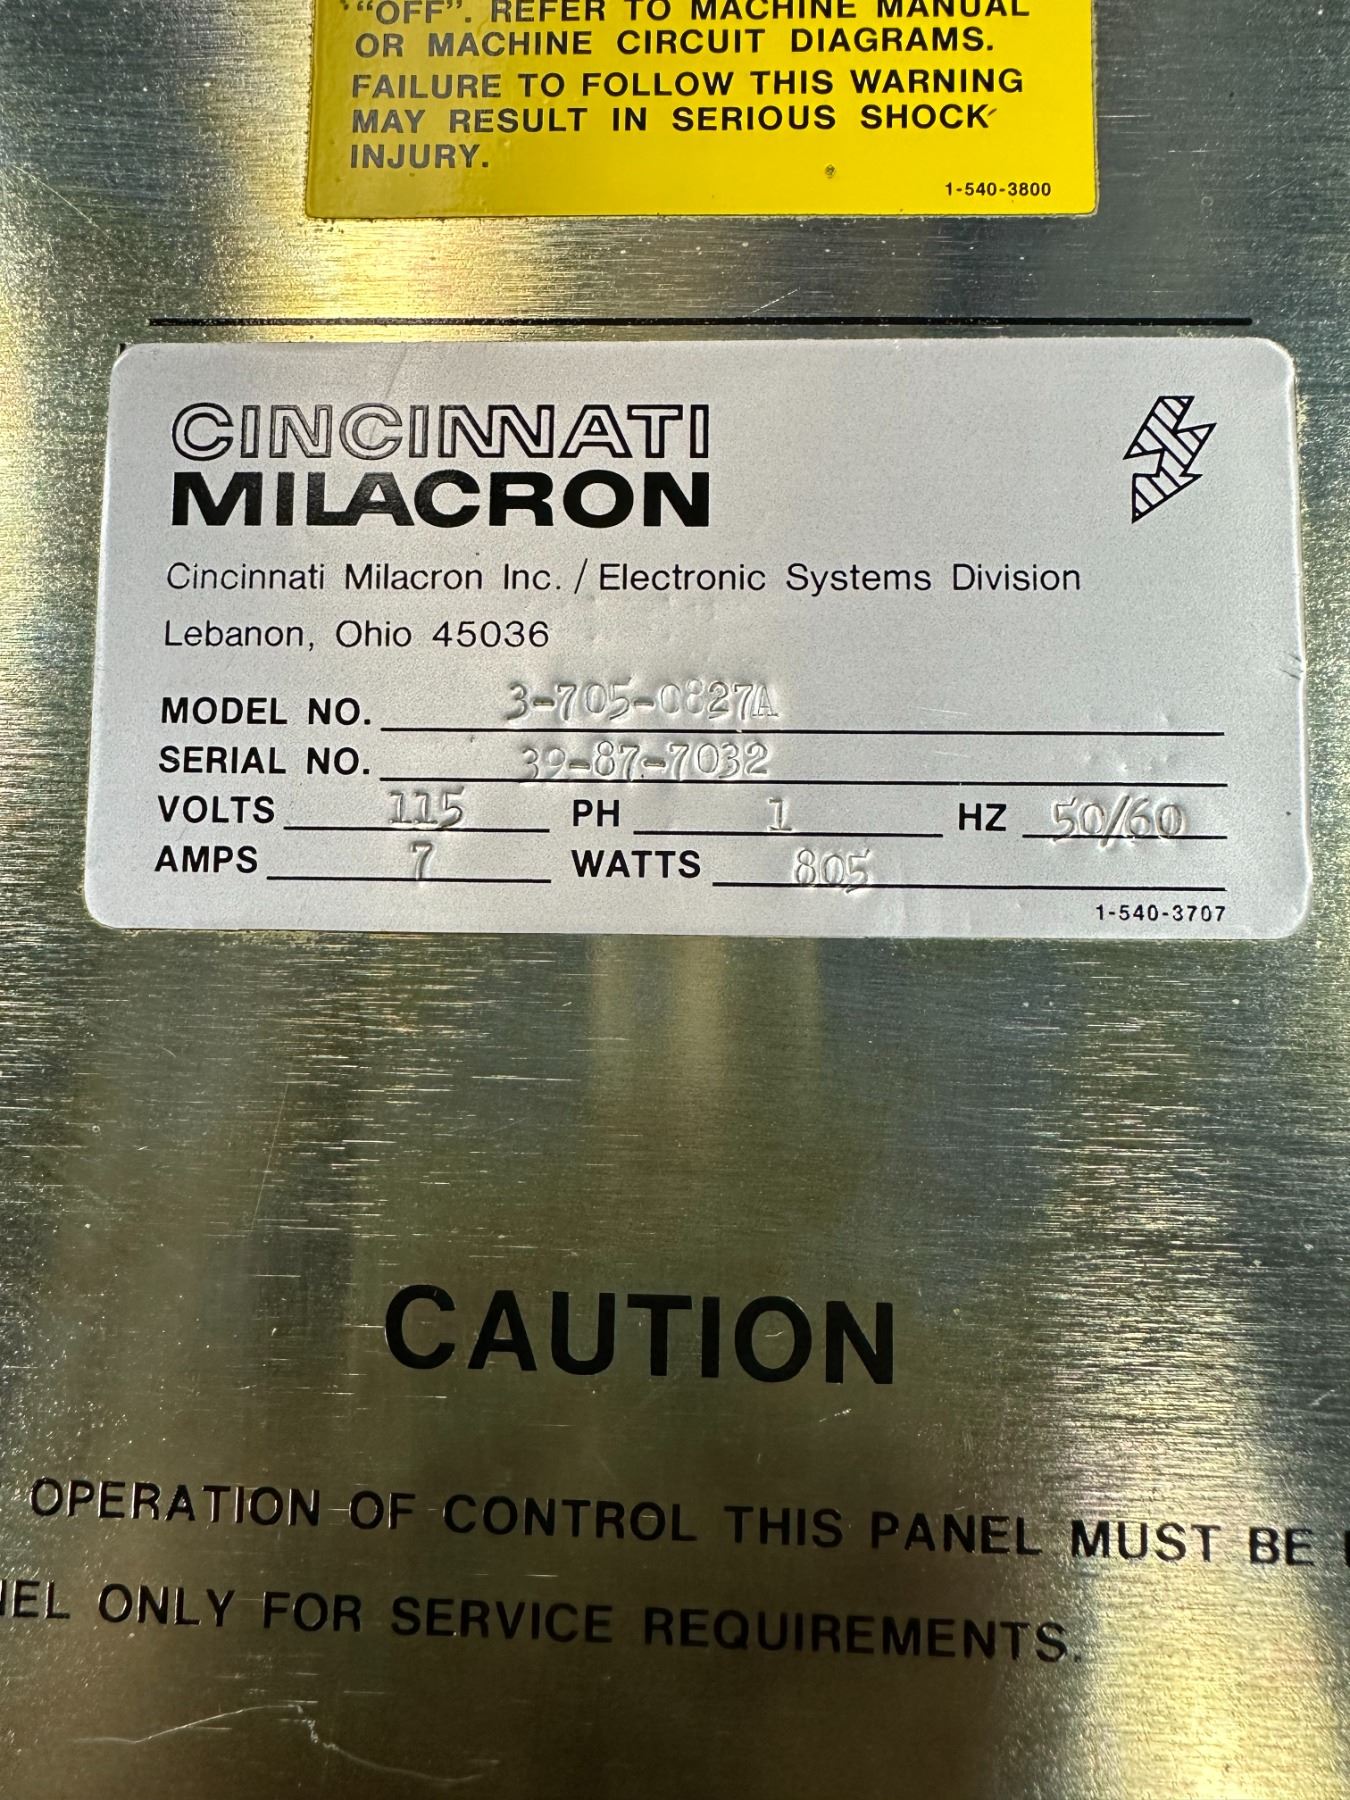 "OFF". REFER TO MACHINE MANUAL
OR MACHINE CIRCUIT DIAGRAMS.
FAILURE TO FOLLOW THIS WARNING
MAY RESULT IN SERIOUS SHOCK
INJURY.
1-540-3800
CINCINNATI
MILACRON
Cincinnati Milacron Inc. / Electronic Systems Division
Lebanon, Ohio 45036
MODEL NO. 3-705-0827A
SERIAL NO. 39-87-7032
VOLTS 115 PH 1 HZ 50/60
AMPS 7 WATTS 805
1-540-3707
CAUTION
OPERATION OF CONTROL THIS PANEL MUST BE
ONLY FOR SERVICE REQUIREMENTS.